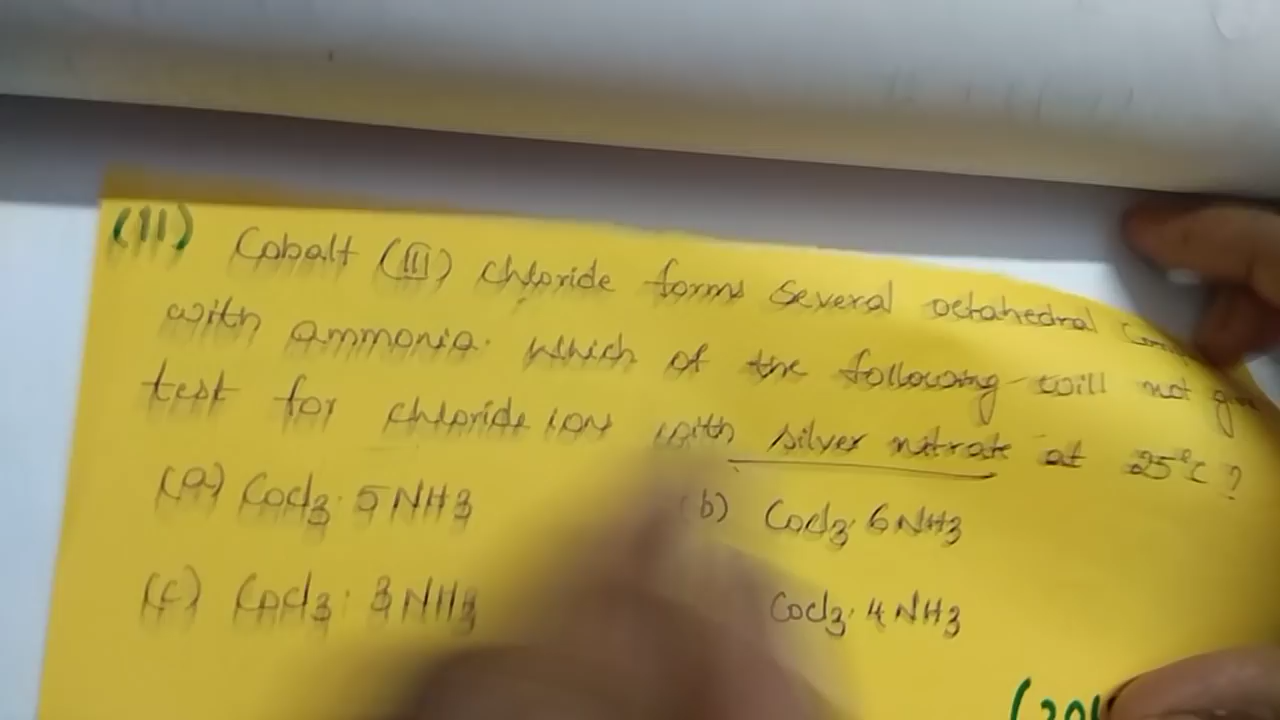 (11) Cobalt (III) chloride forms several octahedral
with ammonia. Which of the following will not
test for chloride ions with silver nitrate at 25°C ?
(a) CoCl3. 5NH3 (b) CoCl3. 6NH3
(c) CoCl3. 3NH3 CoCl3. 4NH3